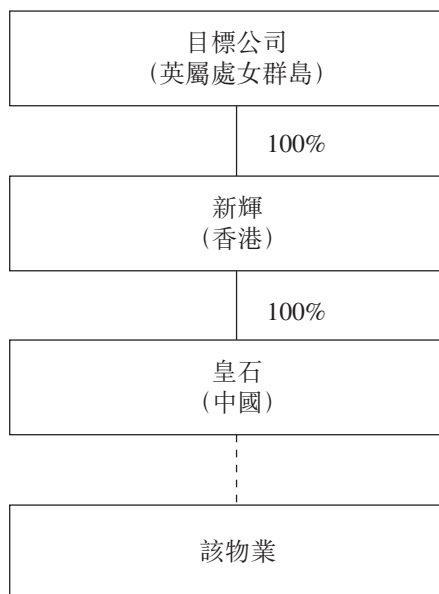 目標公司
（英屬處女群島）
100%
新輝
（香港）
100%
皇石
（中國）
該物業